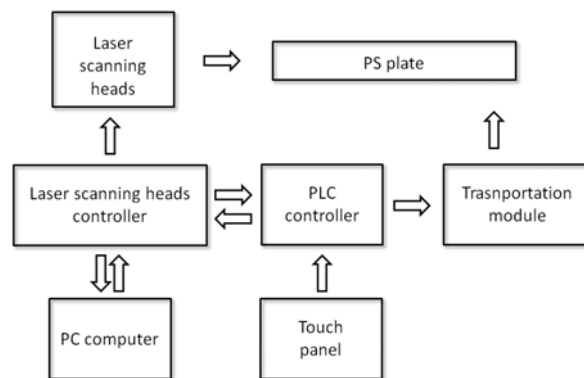 Laser
scanning
heads
PS plate
Laser scanning heads
controller
PLC
controller
Trasnportation
module
PC computer
Touch
panel